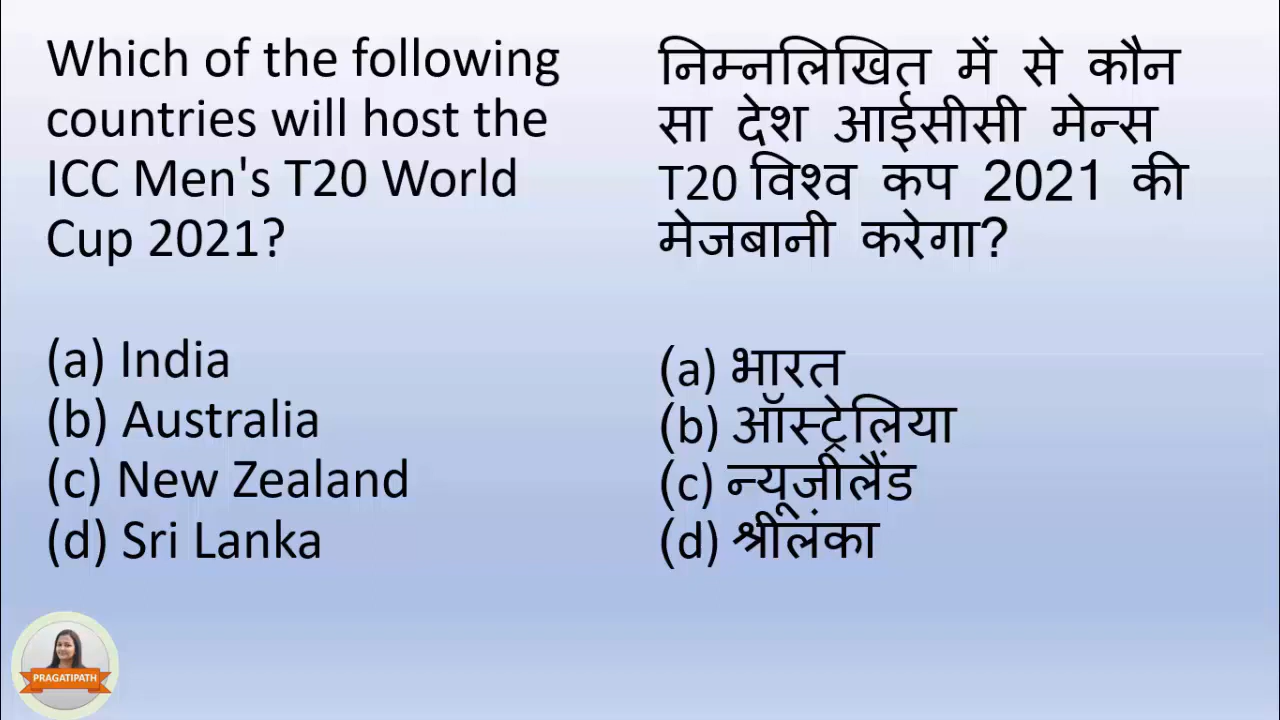 Which of the following
countries will host the
ICC Men's T20 World
Cup 2021?
(a) India
(b) Australia
(c) New Zealand
(d) Sri Lanka
निम्नलिखित में से कौन
सा देश आईसीसी मेन्स
T20 विश्व कप 2021 की
मेजबानी करेगा?
(a) भारत
(b) ऑस्ट्रेलिया
(c) न्यूजीलैंड
(d) श्रीलंका
PRAGATIPATH